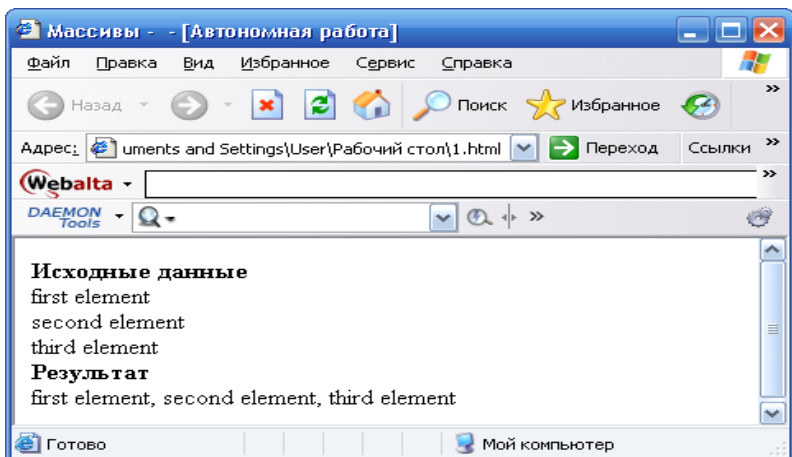 Массивы - - [Автономная работа]
Файл Правка Вид Избранное Сервис Справка
Назад Поиск Избранное »
Адрес: uments and Settings\User\Рабочий стол\1.html Переход Ссылки »
Webalta »
DAEMON Tools »
Исходные данные
first element
second element
third element
Результат
first element, second element, third element
Готово Мой компьютер